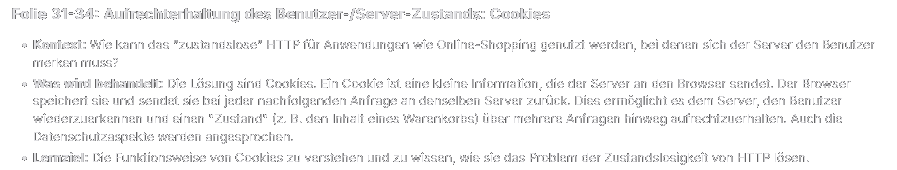 Folie 31-34: Aufrechterhaltung des Benutzer-/Server-Zustands: Cookies
• Kontext: Wie kann das "zustandslose" HTTP für Anwendungen wie Online-Shopping genutzt werden, bei denen sich der Server den Benutzer
merken muss?
• Was wird behandelt: Die Lösung sind Cookies. Ein Cookie ist eine kleine Information, die der Server an den Browser sendet. Der Browser
speichert sie und sendet sie bei jeder nachfolgenden Anfrage an denselben Server zurück. Dies ermöglicht es dem Server, den Benutzer
wiederzuerkennen und einen "Zustand" (z. B. den Inhalt eines Warenkorbs) über mehrere Anfragen hinweg aufrechtzuerhalten. Auch die
Datenschutzaspekte werden angesprochen.
• Lernziel: Die Funktionsweise von Cookies zu verstehen und zu wissen, wie sie das Problem der Zustandslosigkeit von HTTP lösen.